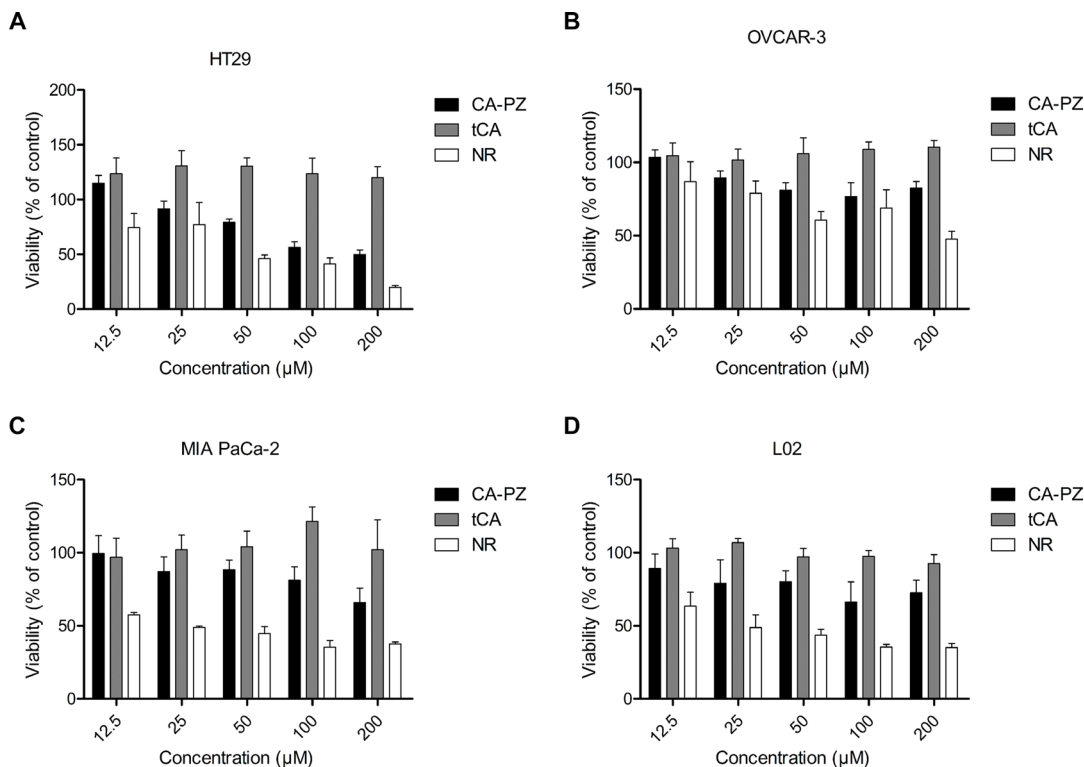 A
HT29
Viability (% of control)
200
150
100
50
0
12.5
25
50
100
200
Concentration (µM)
CA-PZ
tCA
NR
B
OVCAR-3
Viability (% of control)
150
100
50
0
12.5
25
50
100
200
Concentration (µM)
CA-PZ
tCA
NR
C
MIA PaCa-2
Viability (% of control)
150
100
50
0
12.5
25
50
100
200
Concentration (µM)
CA-PZ
tCA
NR
D
L02
Viability (% of control)
150
100
50
0
12.5
25
50
100
200
Concentration (µM)
CA-PZ
tCA
NR